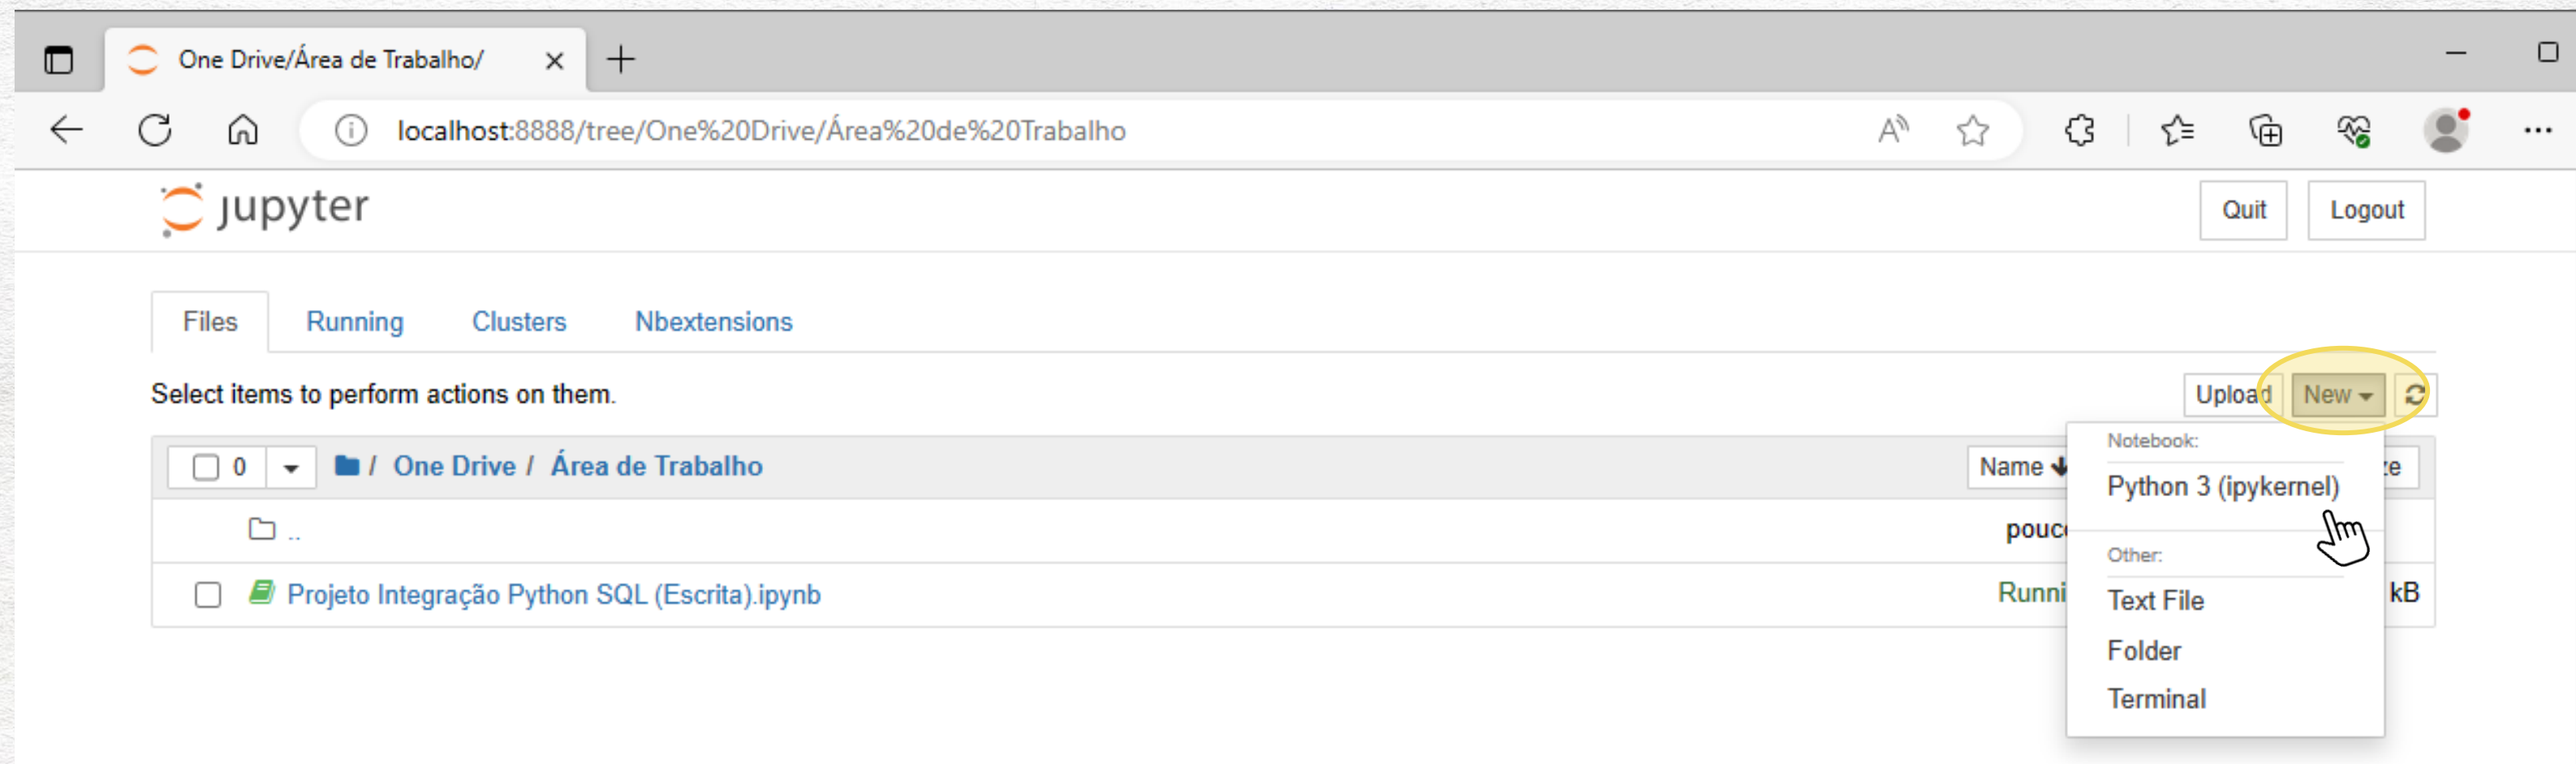 One Drive/Área de Trabalho/
localhost:8888/tree/One%20Drive/Área%20de%20Trabalho
jupyter
Quit Logout
Files Running Clusters Nbextensions
Select items to perform actions on them.
Upload New
0 / One Drive / Área de Trabalho Name
Notebook:
Python 3 (ipykernel)
..
Other:
Projeto Integração Python SQL (Escrita).ipynb kB
Text File
Folder
Terminal